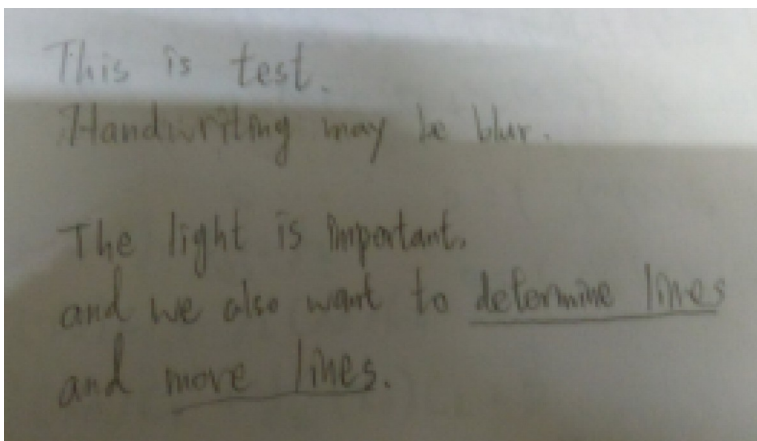 This is test.
Handwriting may be blur.
The light is important.
and we also want to determine lines
and more lines.